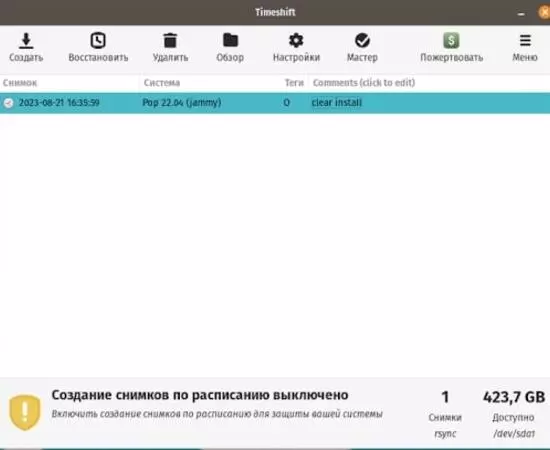 Timeshift
Создать Восстановить Удалить Обзор Настройки Мастер Пожертвовать Меню
Снимок Система Теги Comments (click to edit)
2023-08-21 16:35:59 Pop 22.04 (jammy) O clear install
Создание снимков по расписанию выключено 1 423,7 GB
Включить создание снимков по расписанию для защиты вашей системы Снимки Доступно
rsync /dev/sda1